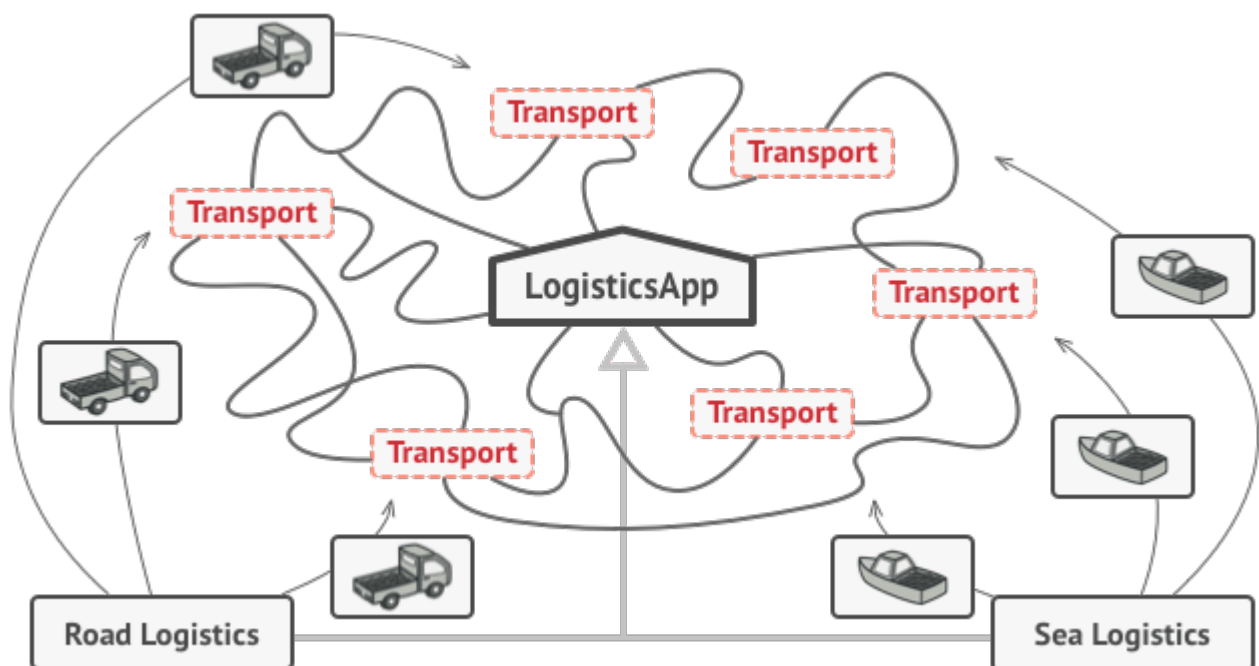 Transport
Transport
Transport
LogisticsApp
Transport
Transport
Transport
Road Logistics
Sea Logistics